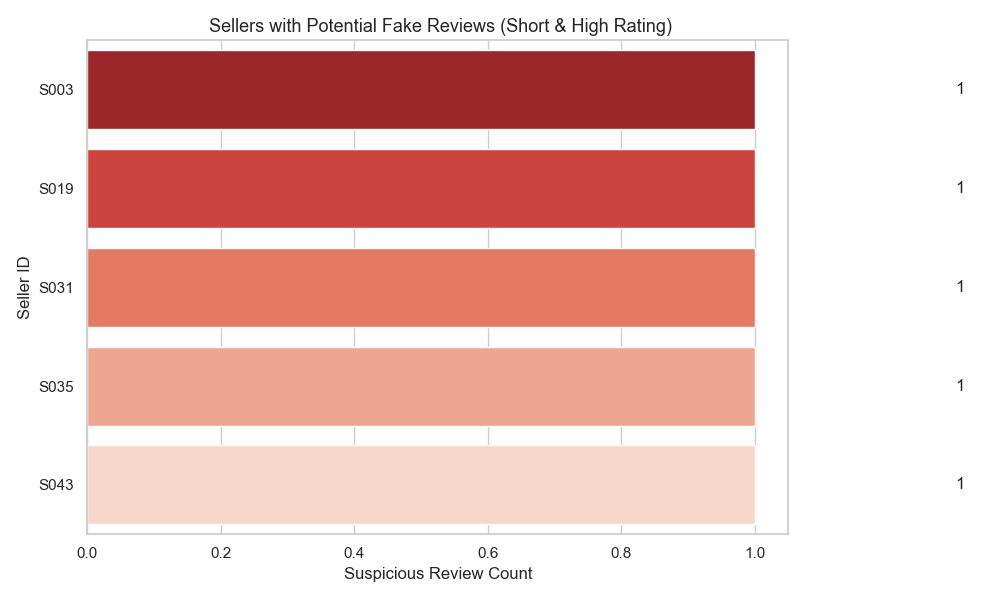 Sellers with Potential Fake Reviews (Short & High Rating)
Seller ID
S003 1
S019 1
S031 1
S035 1
S043 1
0.0 0.2 0.4 0.6 0.8 1.0
Suspicious Review Count